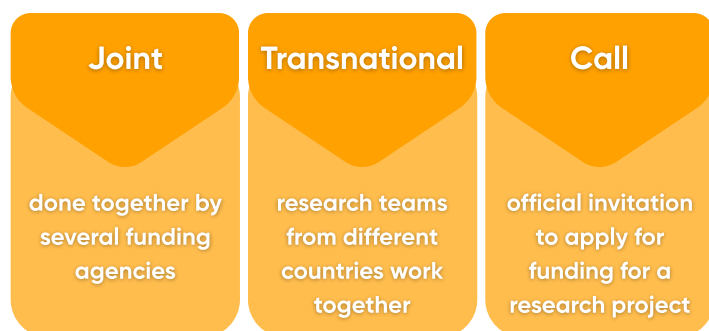 Joint
done together by
several funding
agencies
Transnational
research teams
from different
countries work
together
Call
official invitation
to apply for
funding for a
research project